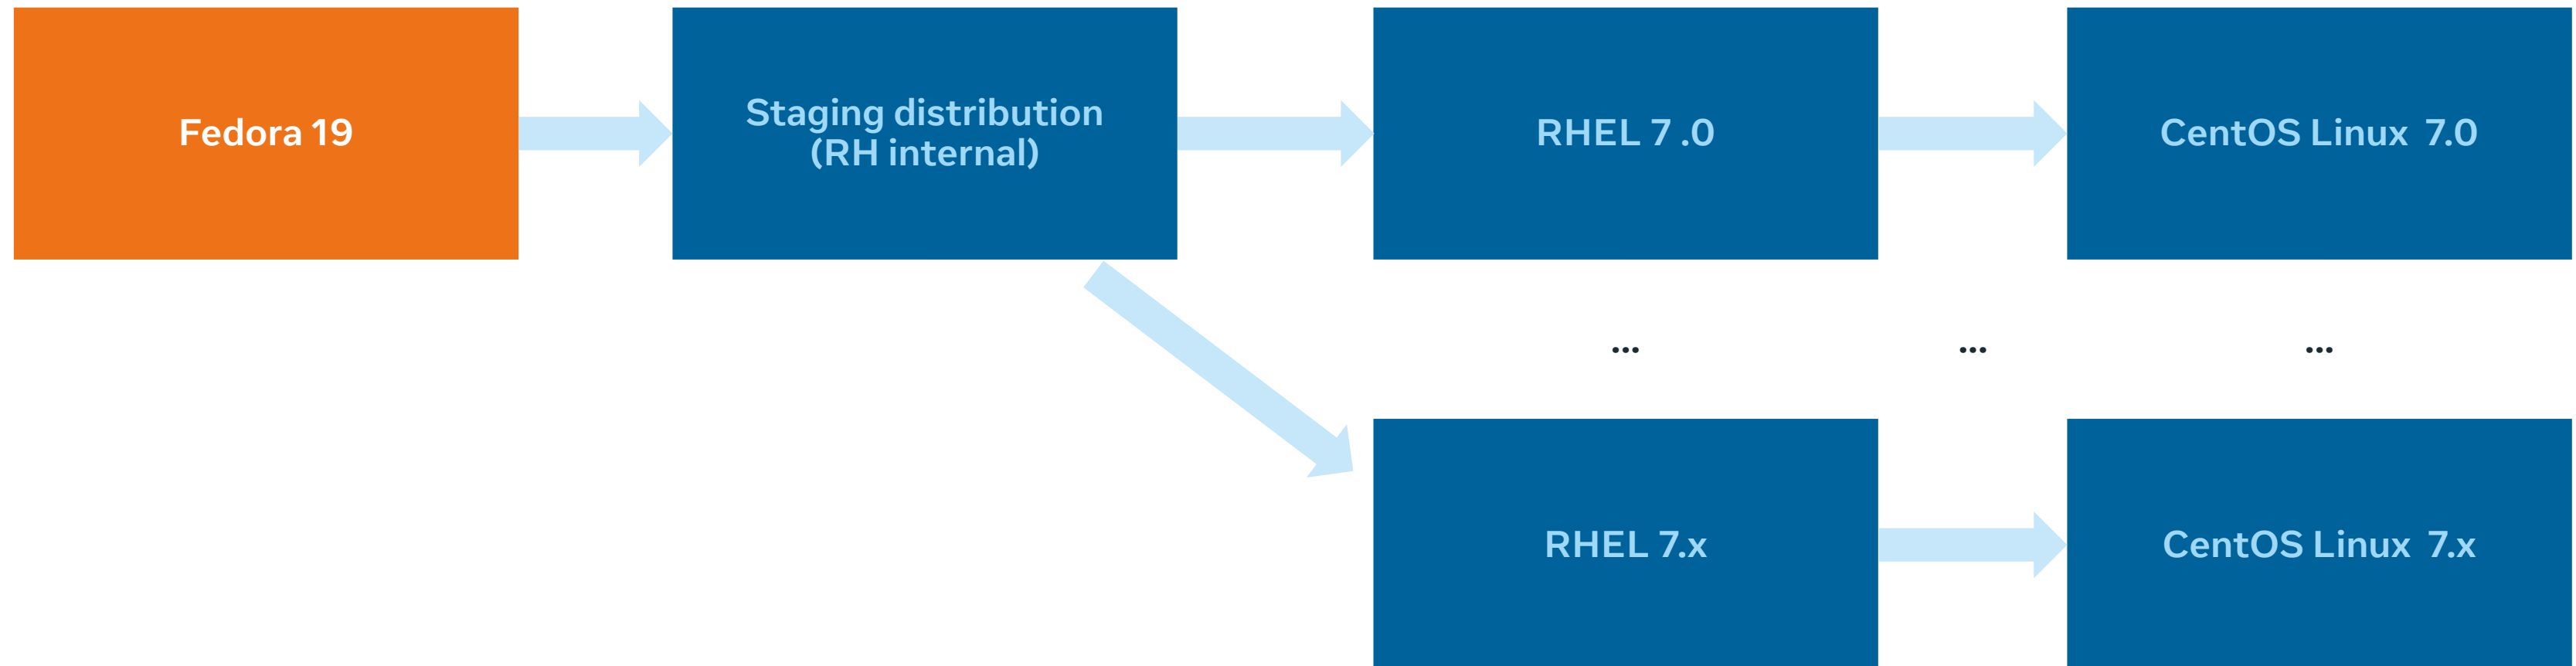 Fedora 19
Staging distribution
(RH internal)
RHEL 7 .0
CentOS Linux  7.0
... ... ...
RHEL 7.x
CentOS Linux  7.x